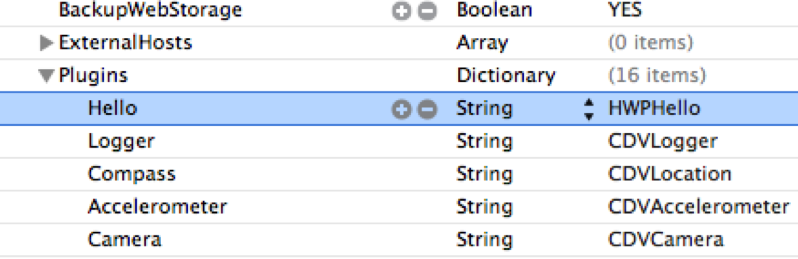 BackupWebStorage Boolean YES
ExternalHosts Array (0 items)
Plugins Dictionary (16 items)
Hello String HWPHello
Logger String CDVLogger
Compass String CDVLocation
Accelerometer String CDVAccelerometer
Camera String CDVCamera